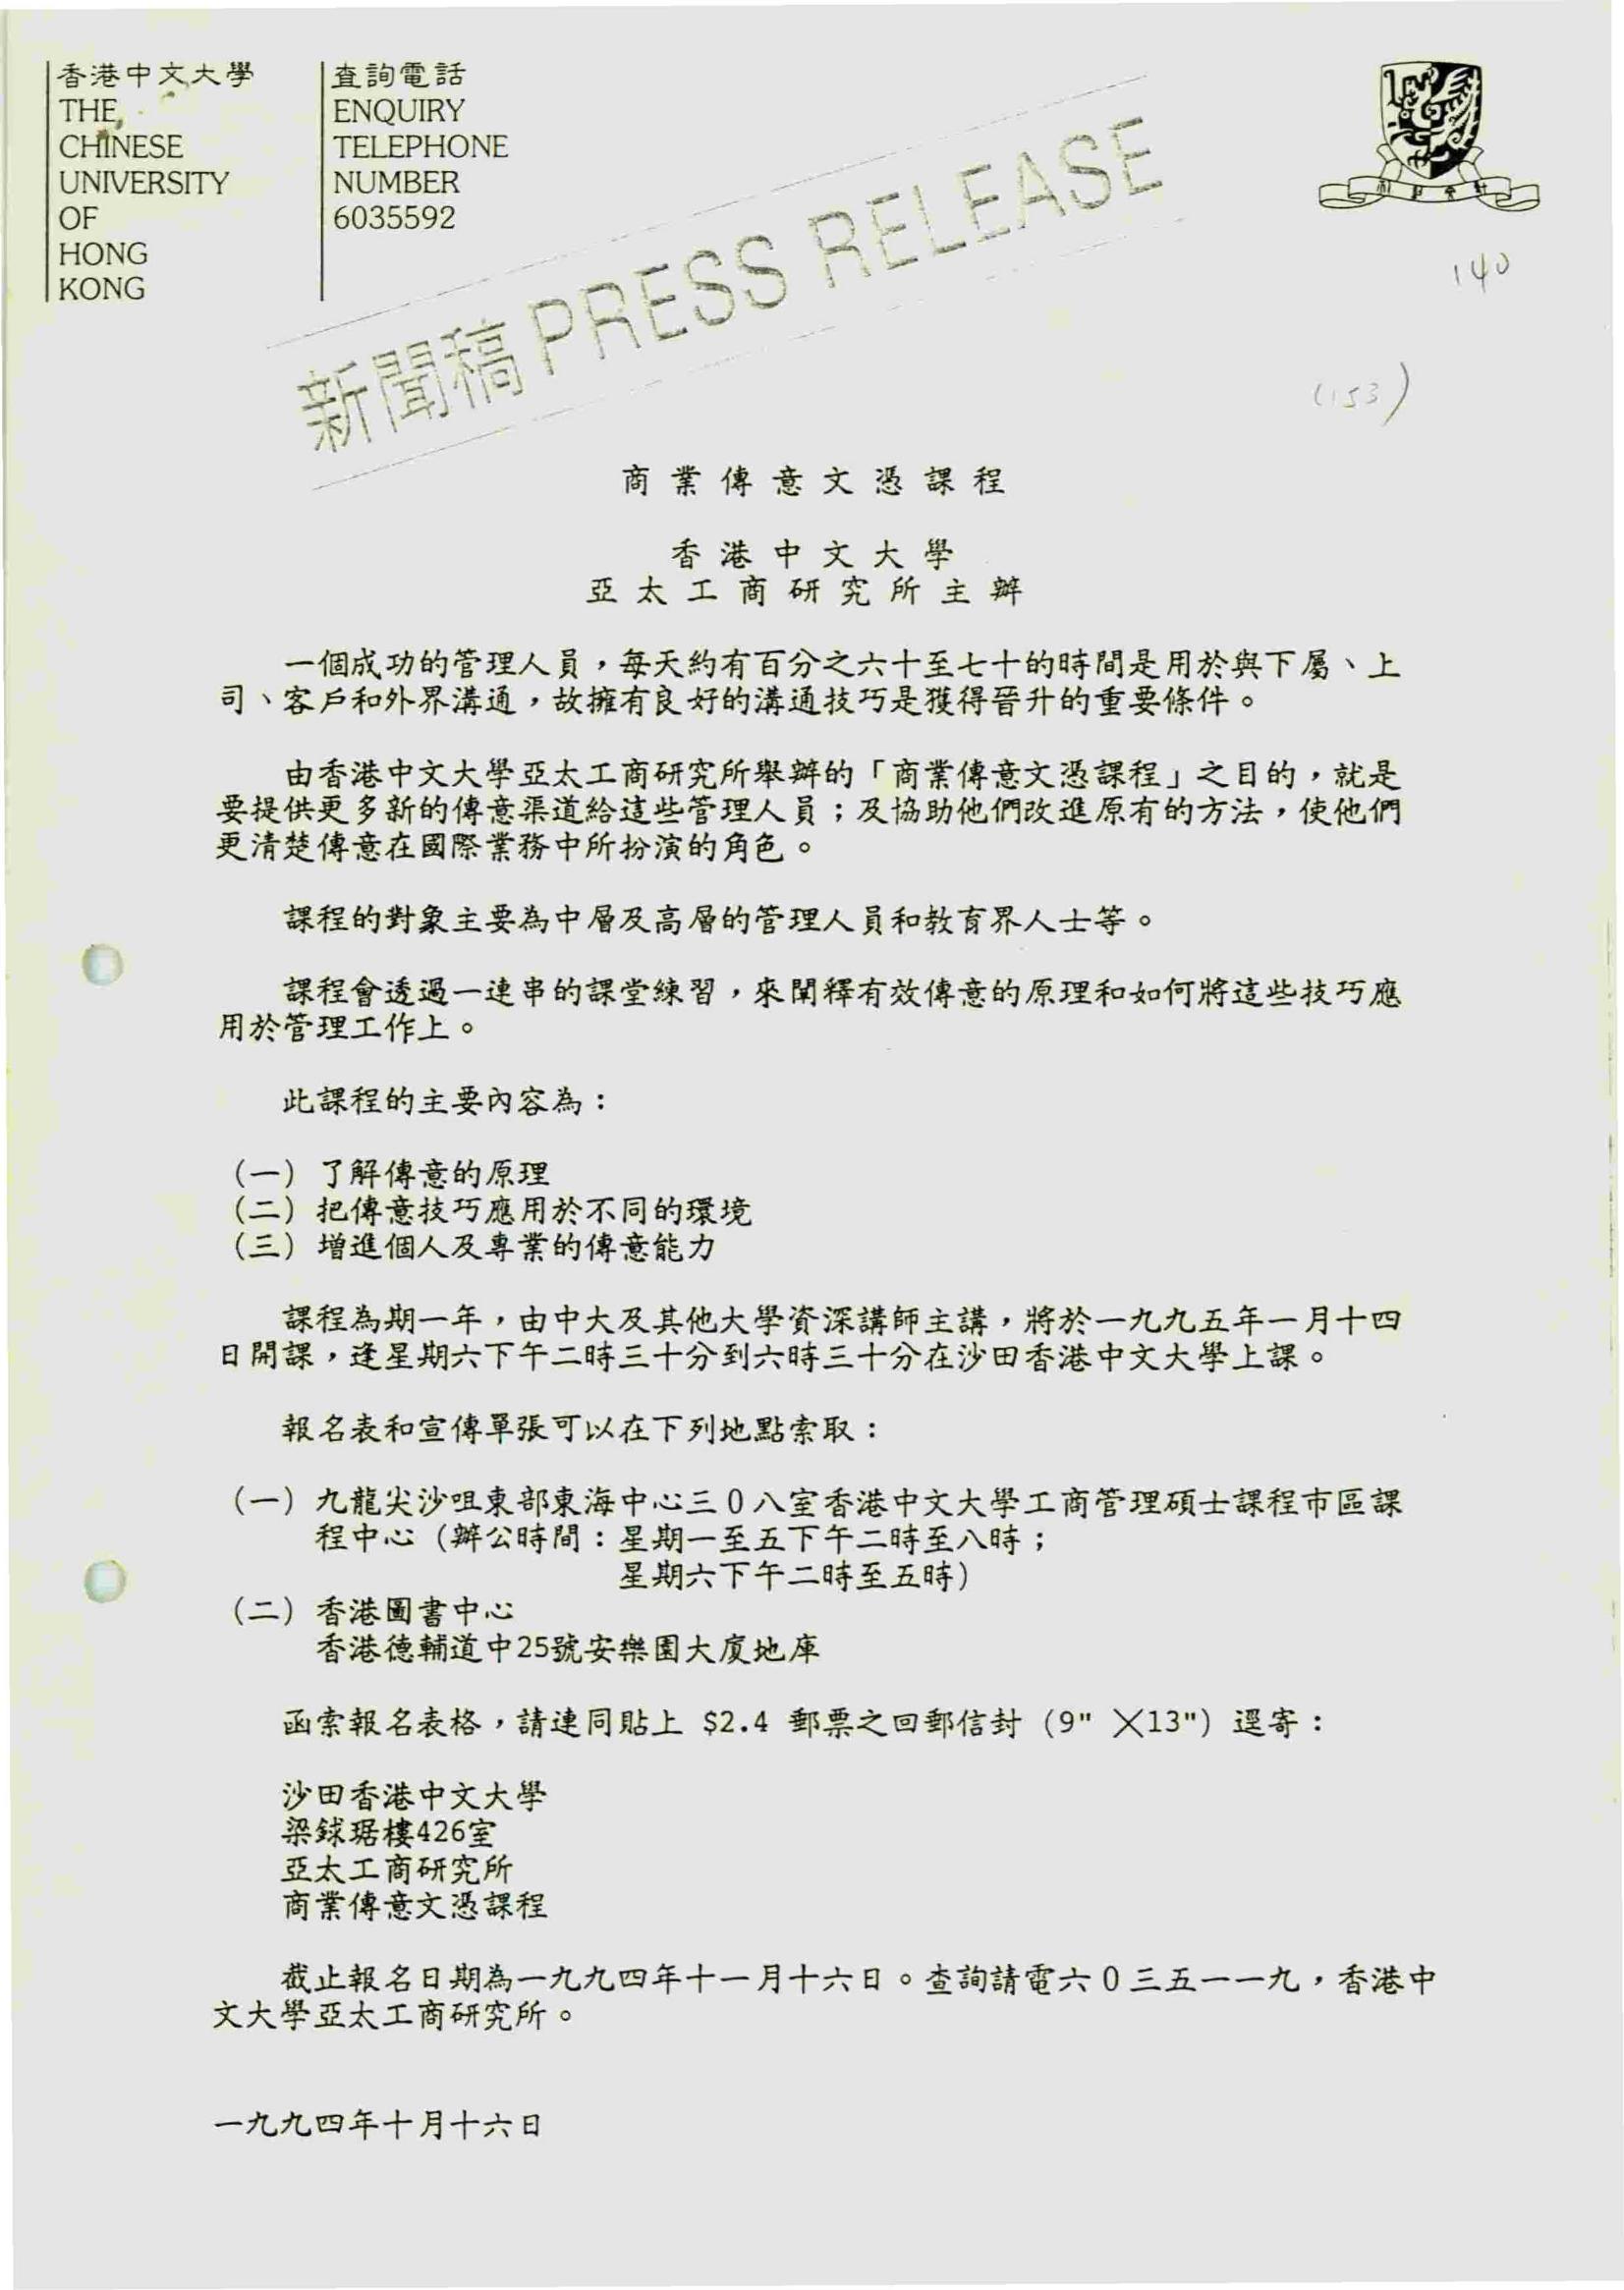 香港中文大學
THE
CHINESE
UNIVERSITY
OF
HONG
KONG
查詢電話
ENQUIRY
TELEPHONE
NUMBER
6035592
新聞稿 PRESS RELEASE
140
(153)
商業傳意文憑課程
香港中文大學
亞太工商研究所主辦
一個成功的管理人員，每天約有百分之六十至七十的時間是用於與下屬、上
司、客戶和外界溝通，故擁有良好的溝通技巧是獲得晉升的重要條件。
由香港中文大學亞太工商研究所舉辦的「商業傳意文憑課程」之目的，就是
要提供更多新的傳意渠道給這些管理人員；及協助他們改進原有的方法，使他們
更清楚傳意在國際業務中所扮演的角色。
課程的對象主要為中層及高層的管理人員和教育界人士等。
課程會透過一連串的課堂練習，來闡釋有效傳意的原理和如何將這些技巧應
用於管理工作上。
此課程的主要內容為：
（一）了解傳意的原理
（二）把傳意技巧應用於不同的環境
（三）增進個人及專業的傳意能力
課程為期一年，由中大及其他大學資深講師主講，將於一九九五年一月十四
日開課，逢星期六下午二時三十分到六時三十分在沙田香港中文大學上課。
報名表和宣傳單張可以在下列地點索取：
（一）九龍尖沙咀東部東海中心三０八室香港中文大學工商管理碩士課程市區課
程中心（辦公時間：星期一至五下午二時至八時；
星期六下午二時至五時）
（二）香港圖書中心
香港德輔道中25號安樂園大廈地庫
函索報名表格，請連同貼上 $2.4 郵票之回郵信封（9" ╳13"）逕寄：
沙田香港中文大學
梁銶琚樓426室
亞太工商研究所
商業傳意文憑課程
截止報名日期為一九九四年十一月十六日。查詢請電六０三五一一九，香港中
文大學亞太工商研究所。
一九九四年十月十六日